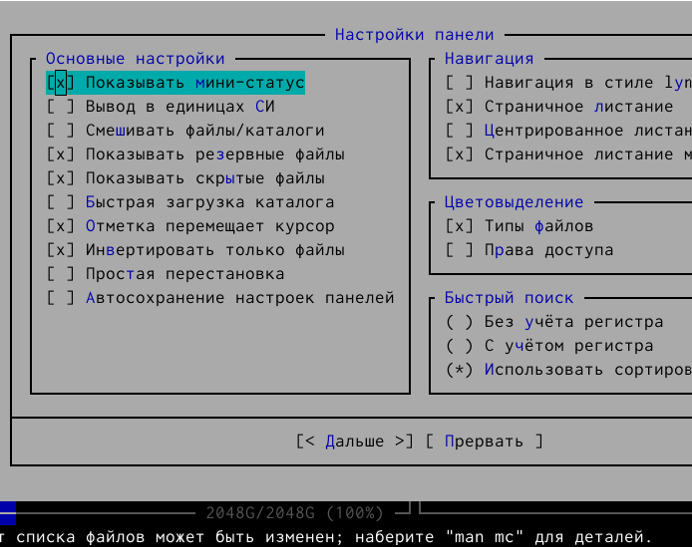 Настройки панели
Основные настройки
[x] Показывать мини-статус
[ ] Вывод в единицах СИ
[ ] Смешивать файлы/каталоги
[x] Показывать резервные файлы
[x] Показывать скрытые файлы
[ ] Быстрая загрузка каталога
[x] Отметка перемещает курсор
[x] Инвертировать только файлы
[ ] Простая перестановка
[ ] Автосохранение настроек панелей
Навигация
[ ] Навигация в стиле lyn
[x] Страничное листание
[ ] Центрированное листан
[x] Страничное листание м
Цветовыделение
[x] Типы файлов
[ ] Права доступа
Быстрый поиск
( ) Без учёта регистра
( ) С учётом регистра
(*) Использовать сортиров
[< Дальше >] [ Прервать ]
2048G/2048G (100%)
т списка файлов может быть изменен; наберите "man mc" для деталей.